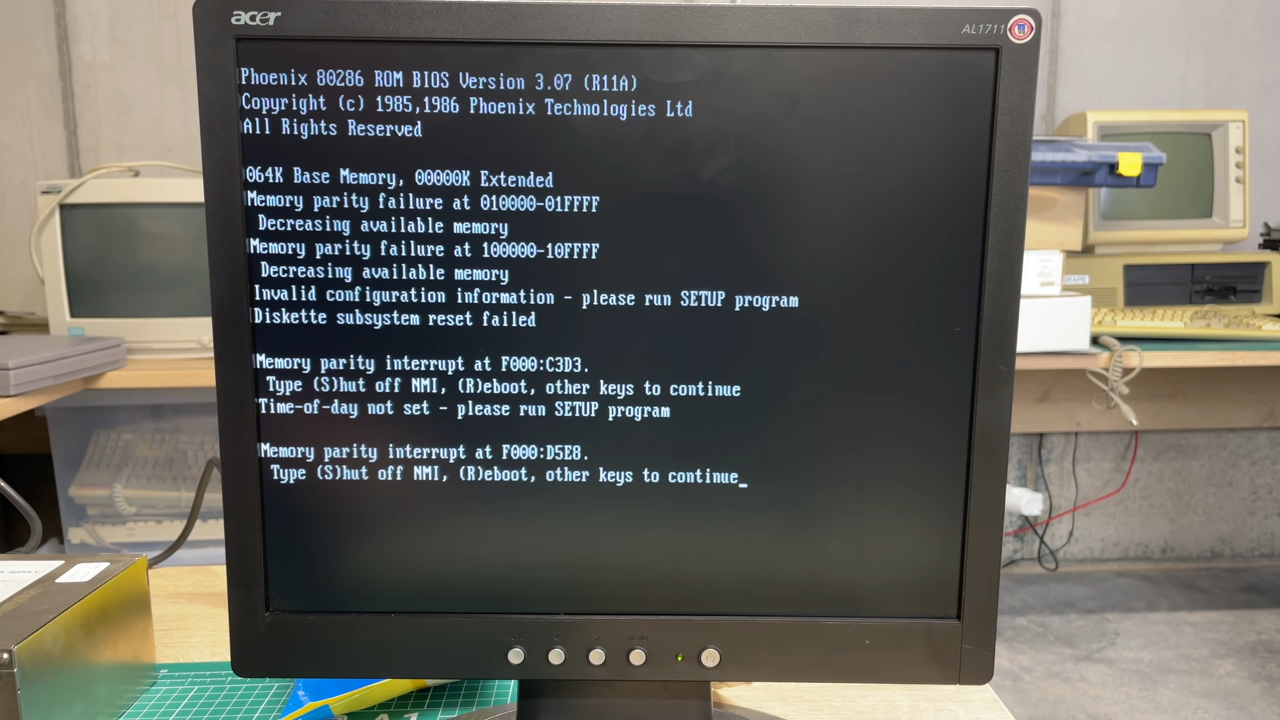 acer
AL1711
Phoenix 80286 ROM BIOS Version 3.07 (R11A)
Copyright (c) 1985,1986 Phoenix Technologies Ltd
All Rights Reserved
064K Base Memory, 00000K Extended
Memory parity failure at 010000-01FFFF
Decreasing available memory
Memory parity failure at 100000-10FFFF
Decreasing available memory
Invalid configuration information - please run SETUP program
Diskette subsystem reset failed
Memory parity interrupt at F000:C3D3.
Type (S)hut off NMI, (R)eboot, other keys to continue
Time-of-day not set - please run SETUP program
Memory parity interrupt at F000:D5E8.
Type (S)hut off NMI, (R)eboot, other keys to continue_